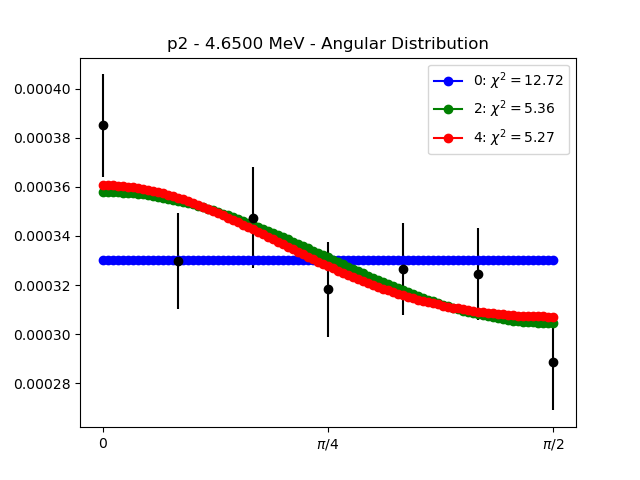 p2 - 4.6500 MeV - Angular Distribution
0: χ² = 12.72
2: χ² = 5.36
4: χ² = 5.27
0.00040
0.00038
0.00036
0.00034
0.00032
0.00030
0.00028
0 π/4 π/2